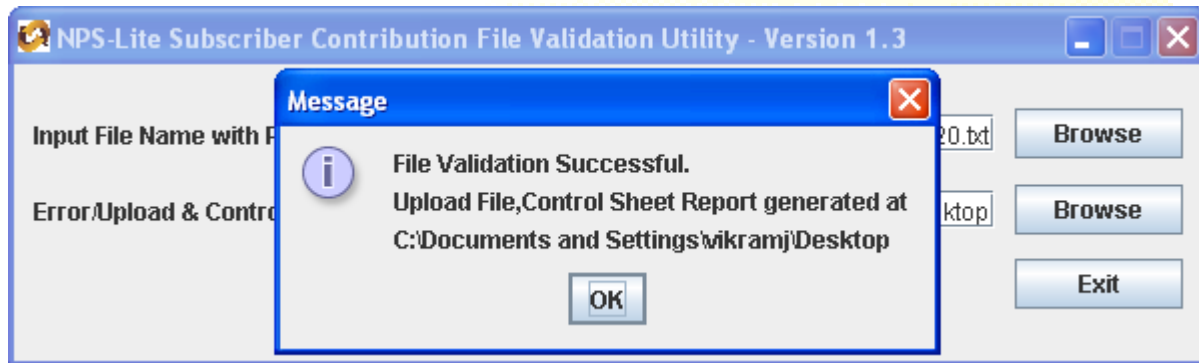 NPS-Lite Subscriber Contribution File Validation Utility - Version 1.3
Message
Input File Name with
20.txt
Browse
File Validation Successful.
Upload File,Control Sheet Report generated at
C:\Documents and Settings\vikramj\Desktop
Error/Upload &
ktop
Browse
OK
Exit